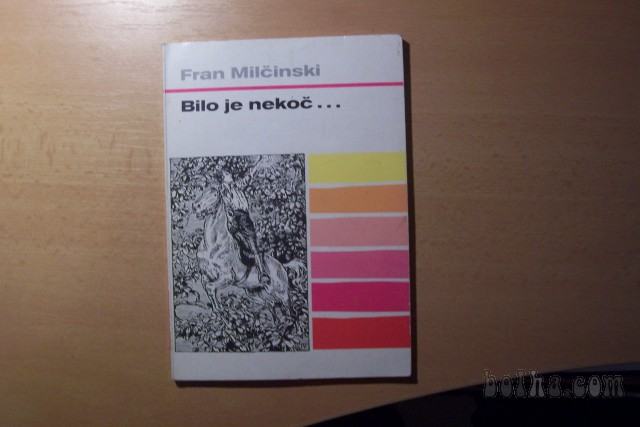 Fran Milčinski
Bilo je nekoč...
bolha.com